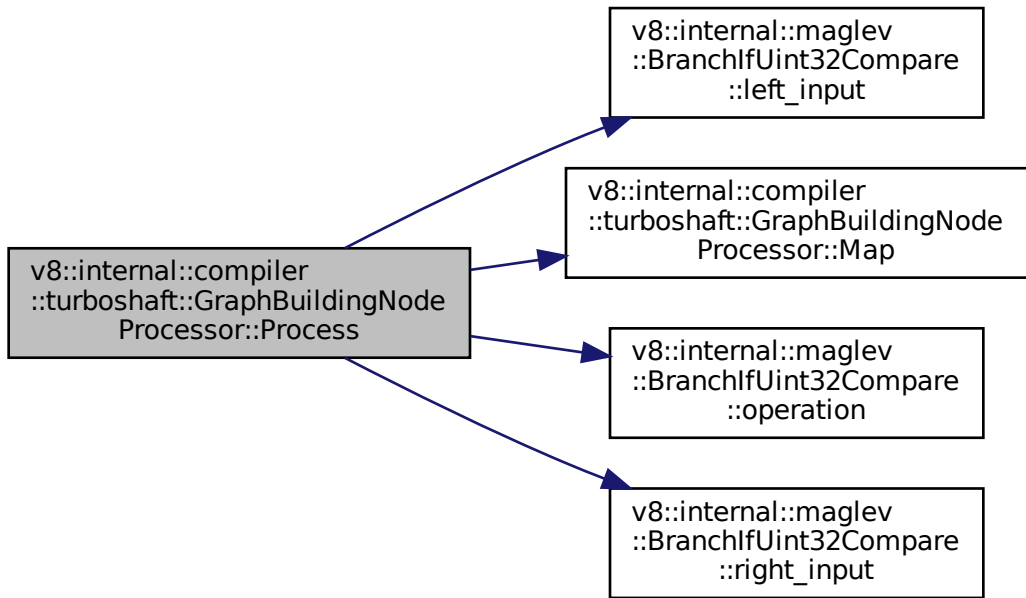 v8::internal::compiler
::turboshaft::GraphBuildingNode
Processor::Process
v8::internal::maglev
::BranchIfUint32Compare
::left_input
v8::internal::compiler
::turboshaft::GraphBuildingNode
Processor::Map
v8::internal::maglev
::BranchIfUint32Compare
::operation
v8::internal::maglev
::BranchIfUint32Compare
::right_input